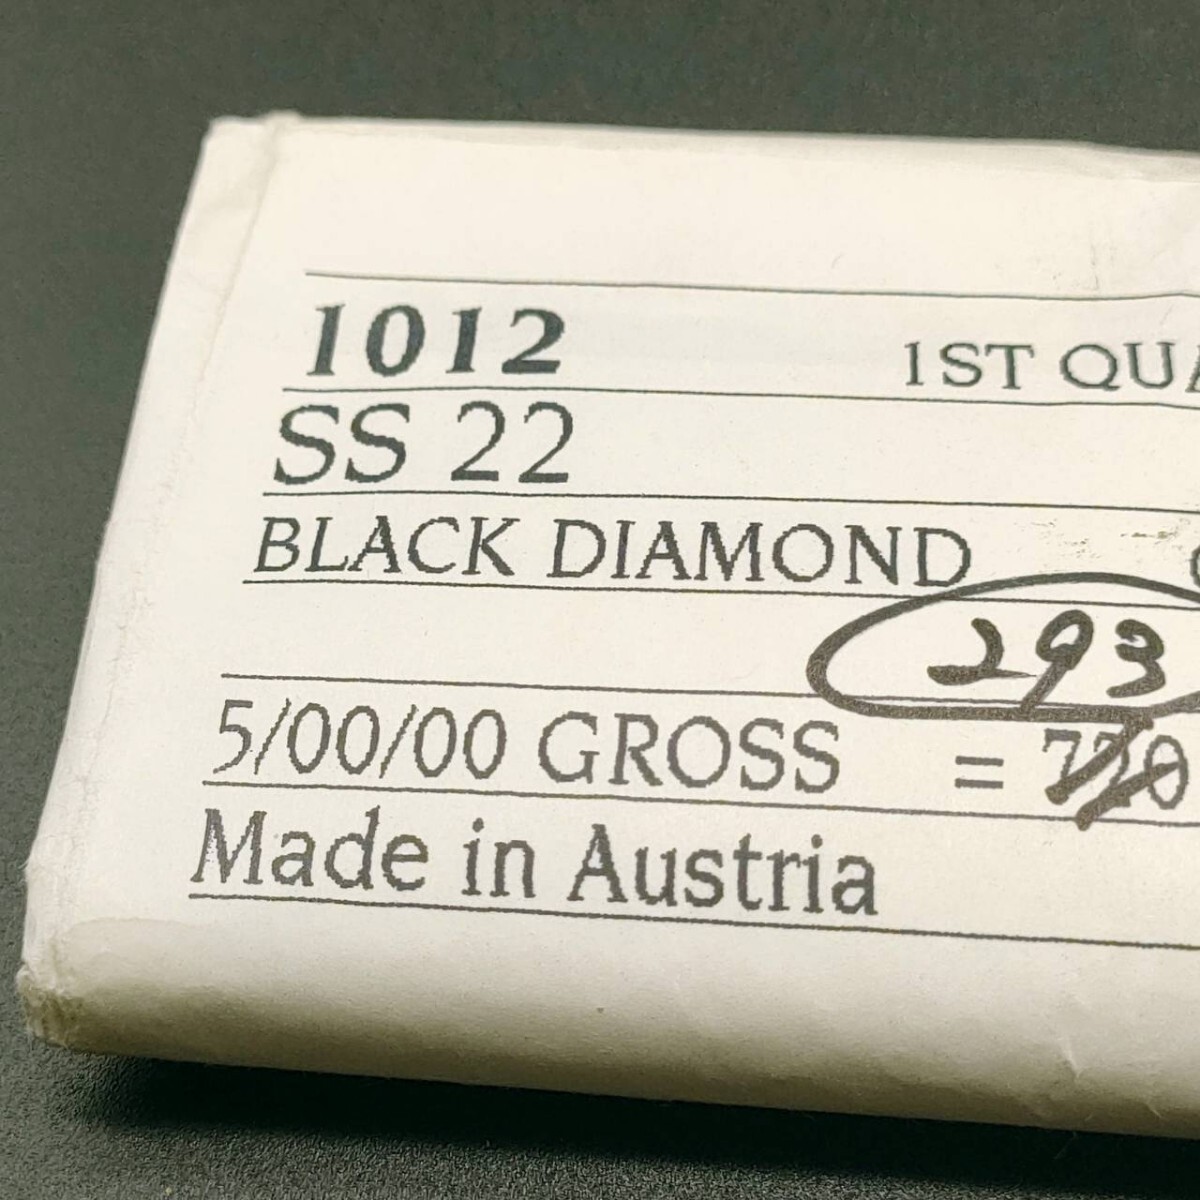 1012 1ST QUA
SS 22
BLACK DIAMOND
293
5/00/00 GROSS =
Made in Austria